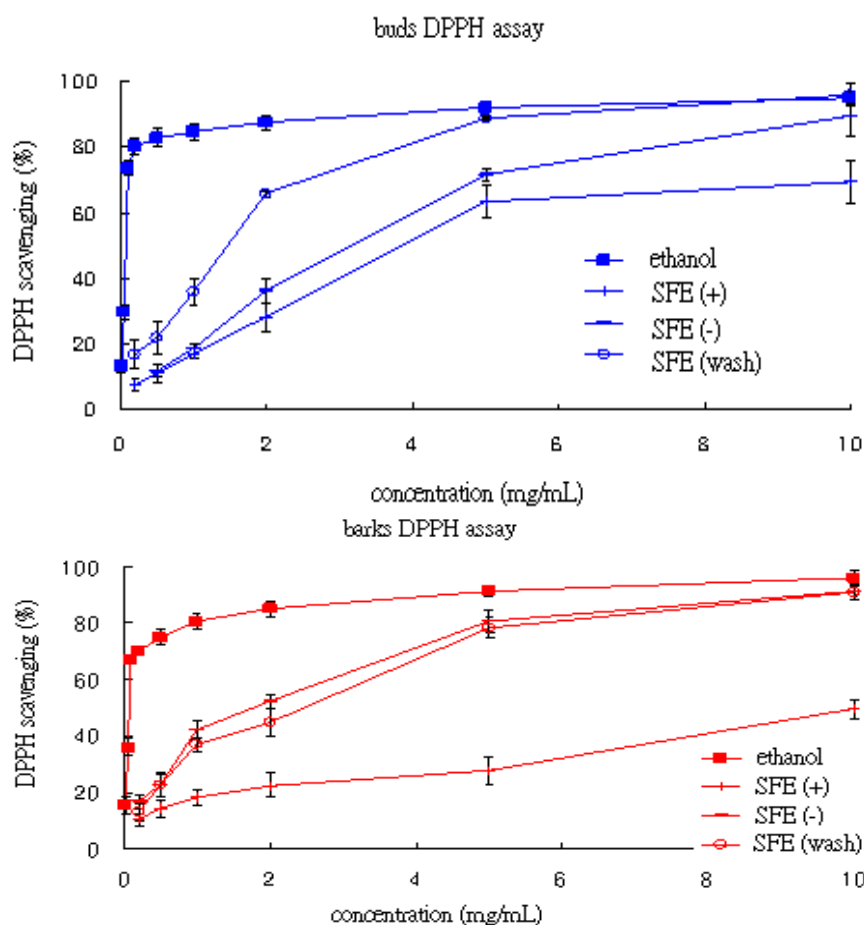 buds DPPH assay
100
80
60
40
20
0
DPPH scavenging (%)
ethanol
SFE (+)
SFE (-)
SFE (wash)
0 2 4 6 8 10
concentration (mg/mL)
barks DPPH assay
100
80
60
40
20
0
DPPH scavenging (%)
ethanol
SFE (+)
SFE (-)
SFE (wash)
0 2 4 6 8 10
concentration (mg/mL)